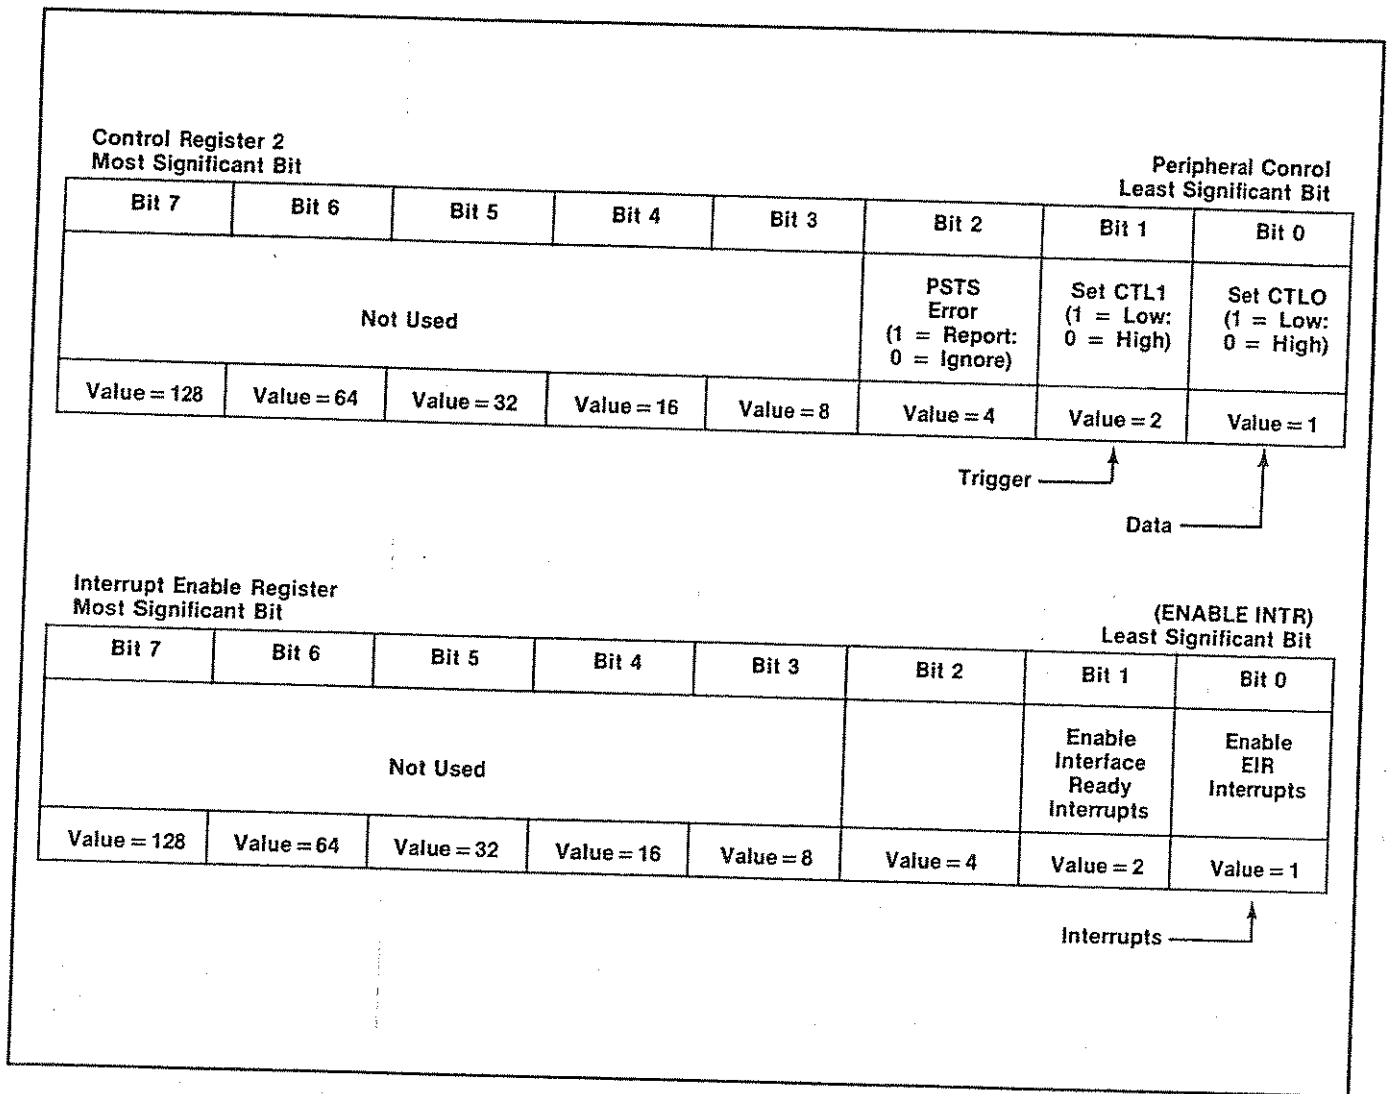 Control Register 2
Most Significant Bit
Peripheral Conrol
Least Significant Bit
Bit 7 Bit 6 Bit 5 Bit 4 Bit 3 Bit 2 Bit 1 Bit 0
Not Used
PSTS
Error
(1 = Report:
0 = Ignore)
Set CTL1
(1 = Low:
0 = High)
Set CTLO
(1 = Low:
0 = High)
Value = 128 Value = 64 Value = 32 Value = 16 Value = 8 Value = 4 Value = 2 Value = 1
Trigger
Data
Interrupt Enable Register
Most Significant Bit
(ENABLE INTR)
Least Significant Bit
Bit 7 Bit 6 Bit 5 Bit 4 Bit 3 Bit 2 Bit 1 Bit 0
Not Used
Enable
Interface
Ready
Interrupts
Enable
EIR
Interrupts
Value = 128 Value = 64 Value = 32 Value = 16 Value = 8 Value = 4 Value = 2 Value = 1
Interrupts